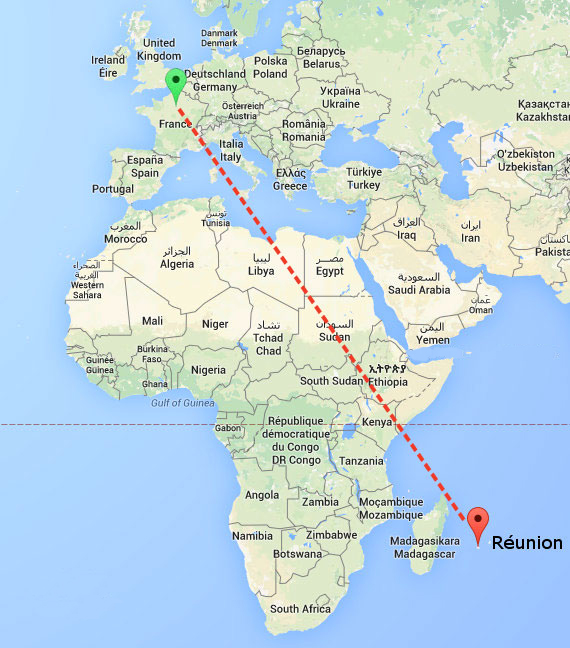 Danmark
Denmark
United
Kingdom
Ireland
Éire
Беларусь
Belarus
Polska
Poland
Deutschland
Germany
Україна
Ukraine
Österreich
Austria
France
România
Romania
Қазақстан
Kazakhstan
Italia
Italy
O'zbekiston
Uzbekistan
España
Spain
Portugal
Ελλάς
Greece
Türkiye
Turkey
تونس
Tunisia
المغرب
Morocco
العراق
Iraq
ایران
Iran
پاکستان
Pakistan
الجزائر
Algeria
ليبيا
Libya
مصر
Egypt
السعودية
Saudi Arabia
الصحراء
الغربية
Western
Sahara
عمان
Oman
Mali
Niger
تشاد
Tchad
Chad
السودان
Sudan
اليمن
Yemen
Burkina
Faso
Guinée
Guinea
Ghana
Nigeria
South Sudan
ኢትዮጵያ
Ethiopia
Gulf of Guinea
Gabon
République
démocratique
du Congo
DR Congo
Kenya
Tanzania
Angola
Zambia
Moçambique
Mozambique
Namibia
Zimbabwe
Botswana
Madagasikara
Madagascar
Réunion
South Africa